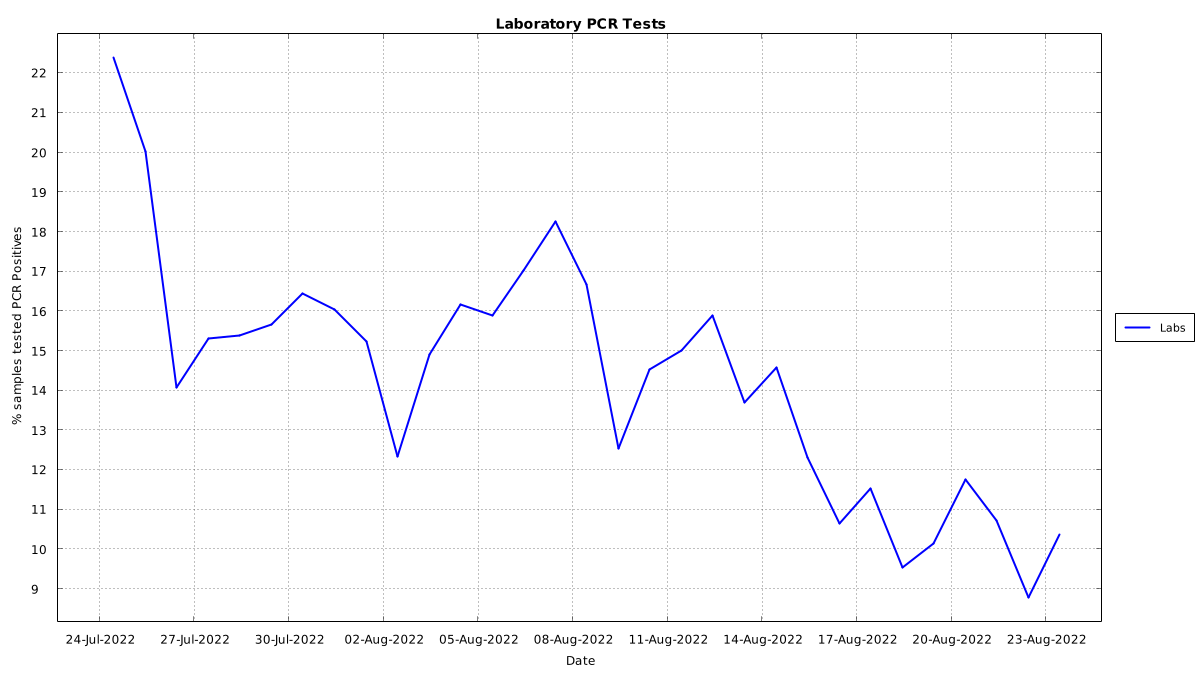 Laboratory PCR Tests
% samples tested PCR Positives
22
21
20
19
18
17
16
15
14
13
12
11
10
9
Labs
24-Jul-2022 27-Jul-2022 30-Jul-2022 02-Aug-2022 05-Aug-2022 08-Aug-2022 11-Aug-2022 14-Aug-2022 17-Aug-2022 20-Aug-2022 23-Aug-2022
Date